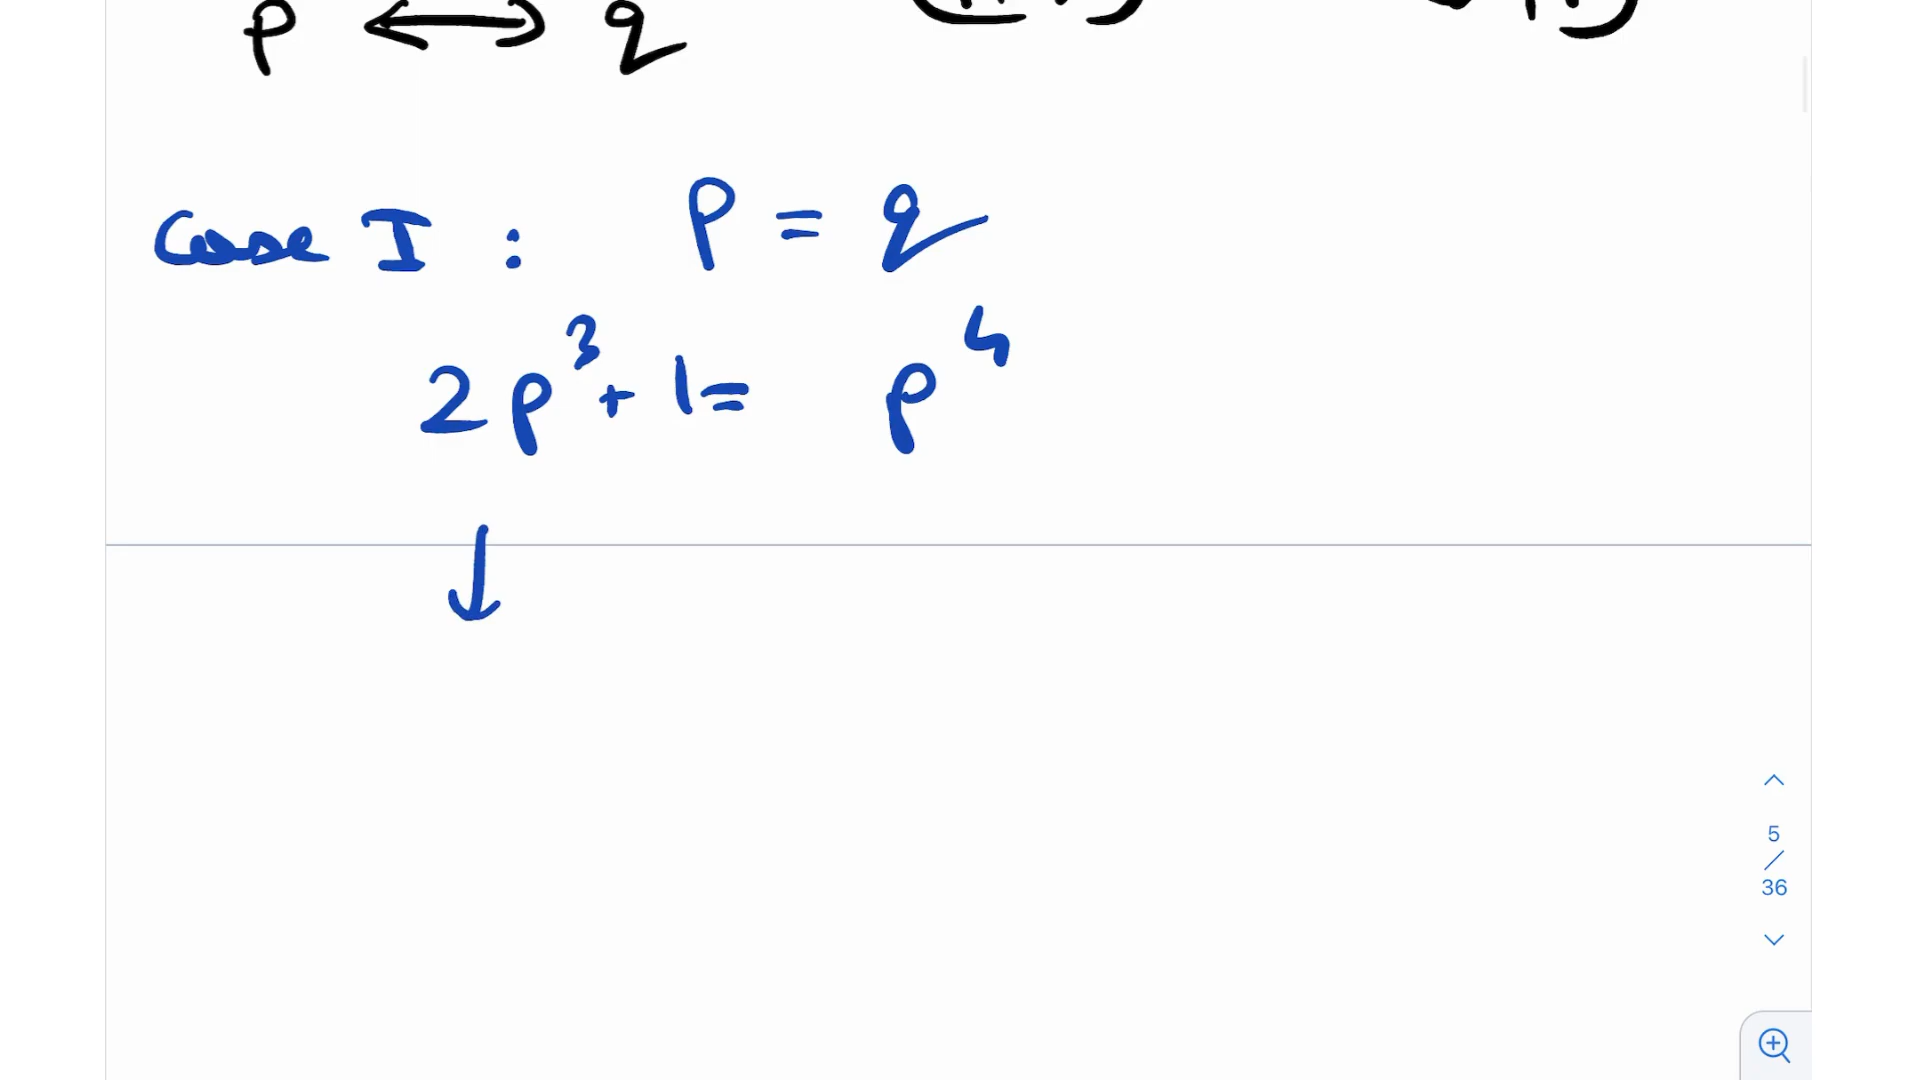 p ↔ q
Case I : p = q
2p³ + 1 = p⁴
↓
5
/
36